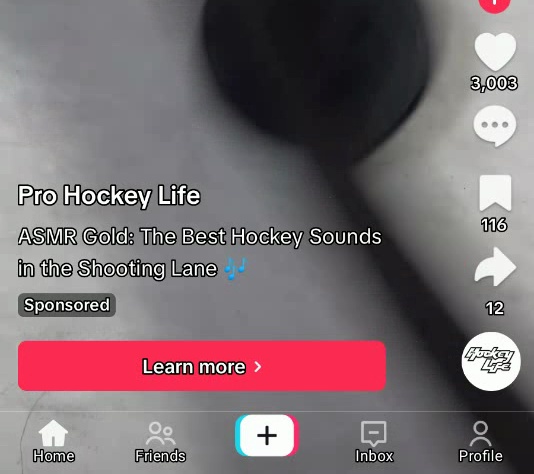 3,003
Pro Hockey Life
ASMR Gold: The Best Hockey Sounds
in the Shooting Lane
Sponsored
116
12
Learn more
Hockey
Life
Home
Friends
Inbox
Profile